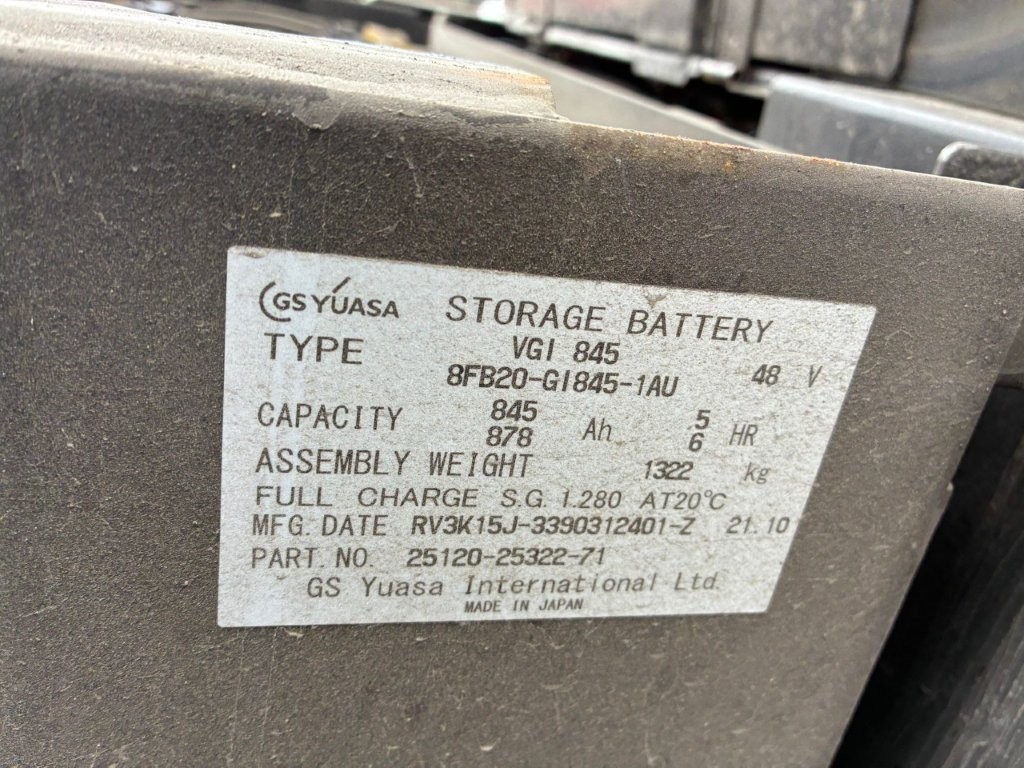 GS YUASA STORAGE BATTERY
TYPE VGI 845
8FB20-GI845-1AU 48 V
CAPACITY 845 Ah 5 HR
878 6
ASSEMBLY WEIGHT 1322 kg
FULL CHARGE S.G. 1.280 AT20°C
MFG. DATE RV3K15J-3390312401-Z 21.10
PART. NO. 25120-25322-71
GS Yuasa International Ltd.
MADE IN JAPAN